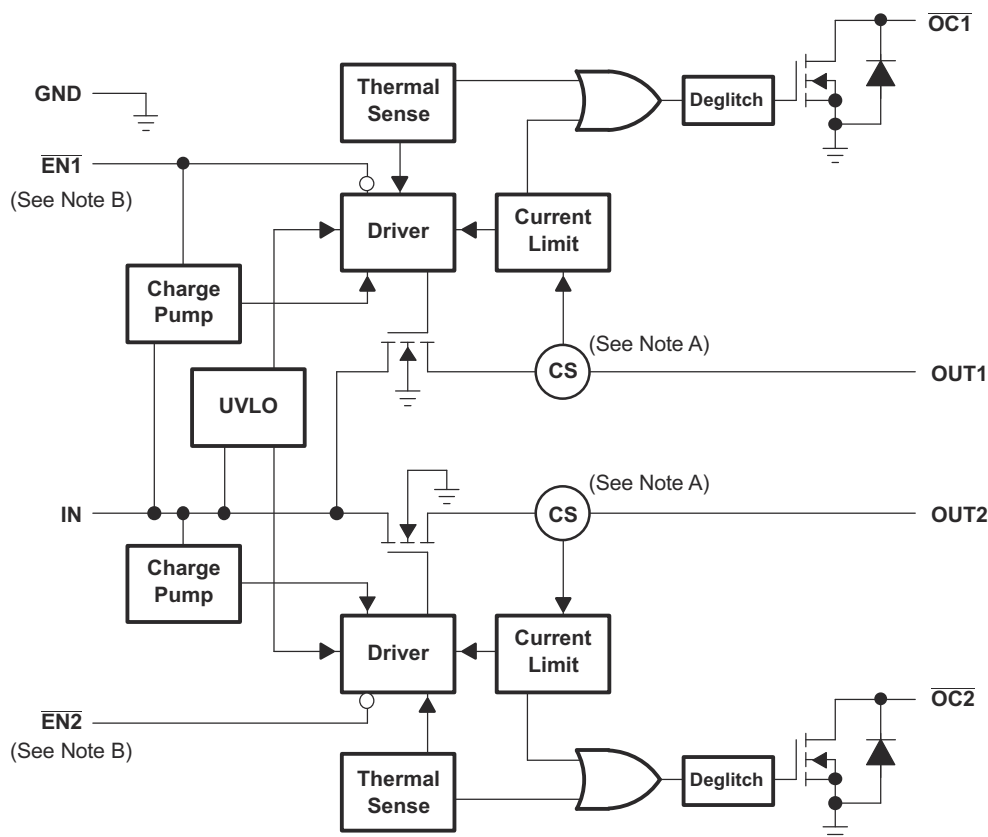 OC1
Thermal
Sense
Deglitch
GND
EN1
(See Note B)
Driver
Current
Limit
Charge
Pump
(See Note A)
CS
OUT1
UVLO
(See Note A)
IN
CS
OUT2
Charge
Pump
Driver
Current
Limit
EN2
(See Note B)
OC2
Thermal
Sense
Deglitch